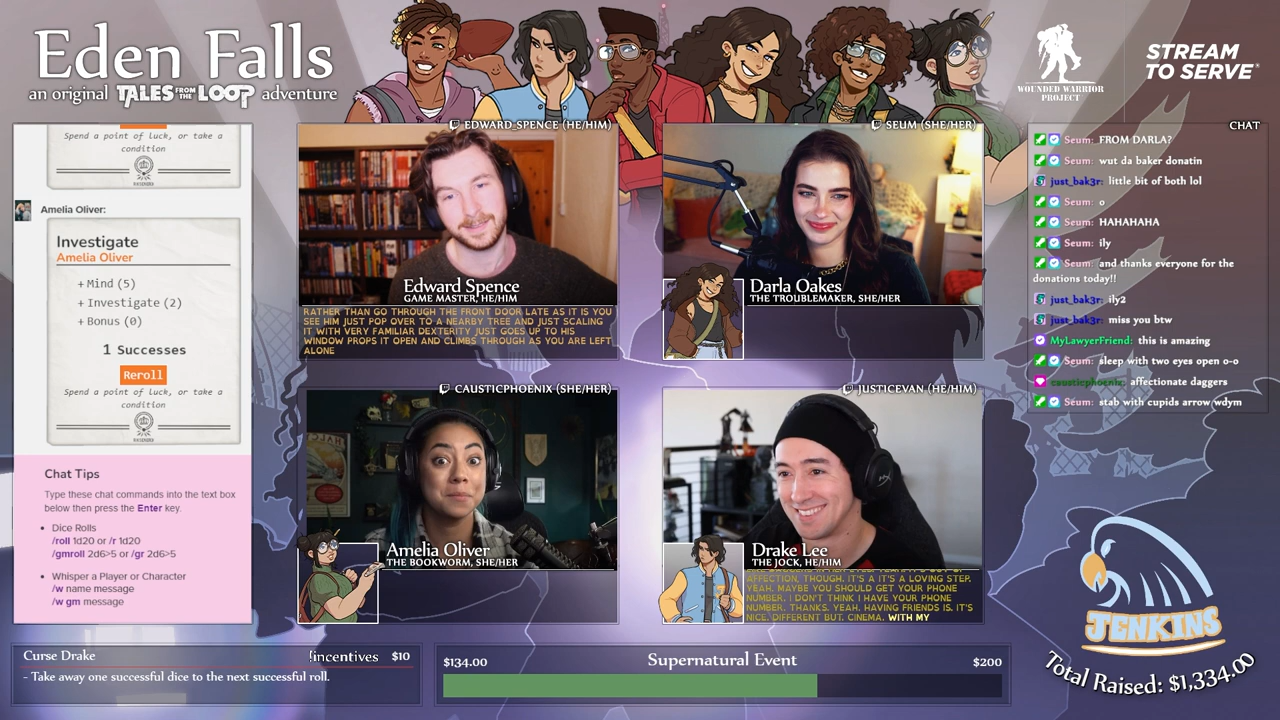 Eden Falls
an original TALES FROM THE LOOP adventure
WOUNDED WARRIOR
PROJECT
STREAM
TO SERVE
Spend a point of luck, or take a
condition
Amelia Oliver:
Investigate
Amelia Oliver
+ Mind (5)
+ Investigate (2)
+ Bonus (0)
1 Successes
Reroll
Spend a point of luck, or take a
condition
Chat Tips
Type these chat commands into the text box
below then press the Enter key.
• Dice Rolls
/roll 1d20 or /r 1d20
/gmroll 2d6>5 or /gr 2d6>5
• Whisper a Player or Character
/w name message
/w gm message
EDWARD_SPENCE (HE/HIM)
Edward Spence
GAME MASTER, HE/HIM
RATHER THAN GO THROUGH THE FRONT DOOR LATE AS IT IS YOU
SEE HIM JUST POP OVER TO A NEARBY TREE AND JUST SCALING
IT WITH VERY FAMILIAR DEXTERITY JUST GOES UP TO HIS
WINDOW PROPS IT OPEN AND CLIMBS THROUGH AS YOU ARE LEFT
ALONE
SEUM (SHE/HER)
Darla Oakes
THE TROUBLEMAKER, SHE/HER
CAUSTICPHOENIX (SHE/HER)
Amelia Oliver
THE BOOKWORM, SHE/HER
JUSTICEVAN (HE/HIM)
Drake Lee
THE JOCK, HE/HIM
AFFECTION, THOUGH. IT'S A IT'S A LOVING STEP.
YEAH. MAYBE YOU SHOULD GET YOUR PHONE
NUMBER. I DON'T THINK I HAVE YOUR PHONE
NUMBER. THANKS. YEAH. HAVING FRIENDS IS. IT'S
NICE. DIFFERENT BUT. CINEMA. WITH MY
CHAT
Seum: FROM DARLA?
Seum: wut da baker donatin
just_bak3r: little bit of both lol
Seum: o
Seum: HAHAHAHA
Seum: ily
Seum: and thanks everyone for the
donations today!!
just_bak3r: ily2
just_bak3r: miss you btw
MyLawyerFriend: this is amazing
Seum: sleep with two eyes open o-o
causticphoenix: affectionate daggers
Seum: stab with cupids arrow wdym
JENKINS
Total Raised: $1,334.00
Curse Drake
!incentives $10
- Take away one successful dice to the next successful roll.
$134.00
Supernatural Event
$200